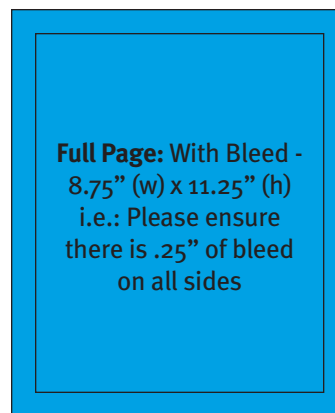 Full Page: With Bleed -
8.75” (w) x 11.25” (h)
i.e.: Please ensure
there is .25” of bleed
on all sides